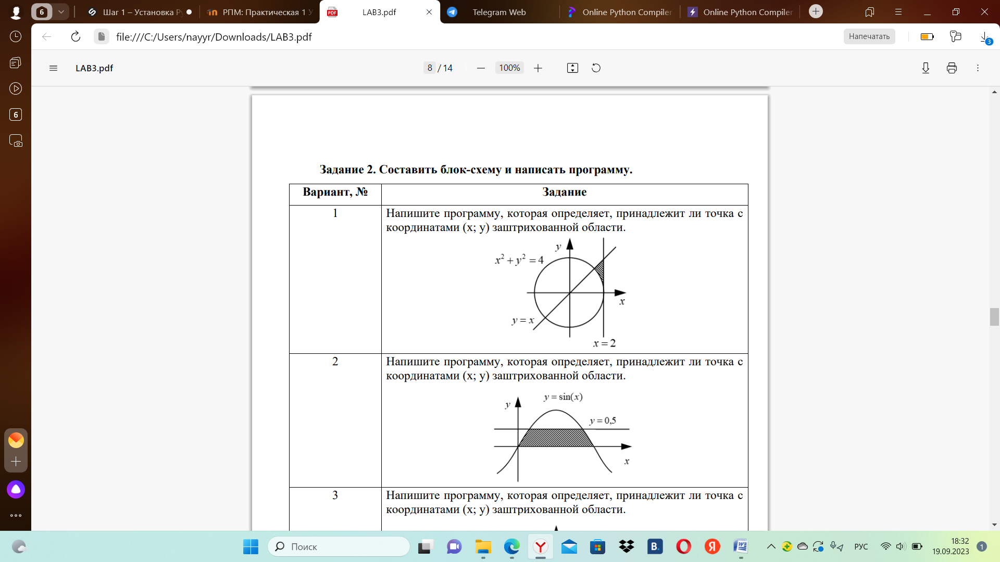 6
Шаг 1 – Установка Р
РПМ: Практическая 1 У
LAB3.pdf
Telegram Web
Online Python Compiler
Online Python Compiler
file:///C:/Users/nayyr/Downloads/LAB3.pdf
Напечатать
3
LAB3.pdf
8 / 14
100%
6
Задание 2. Составить блок-схему и написать программу.
Вариант, №
Задание
1
Напишите программу, которая определяет, принадлежит ли точка с
координатами (x; y) заштрихованной области.
y
x² + y² = 4
x
y = x
x = 2
2
Напишите программу, которая определяет, принадлежит ли точка с
координатами (x; y) заштрихованной области.
y = sin(x)
y
y = 0,5
x
3
Напишите программу, которая определяет, принадлежит ли точка с
координатами (x; y) заштрихованной области.
Поиск
B.
Я
РУС
18:32
19.09.2023
1